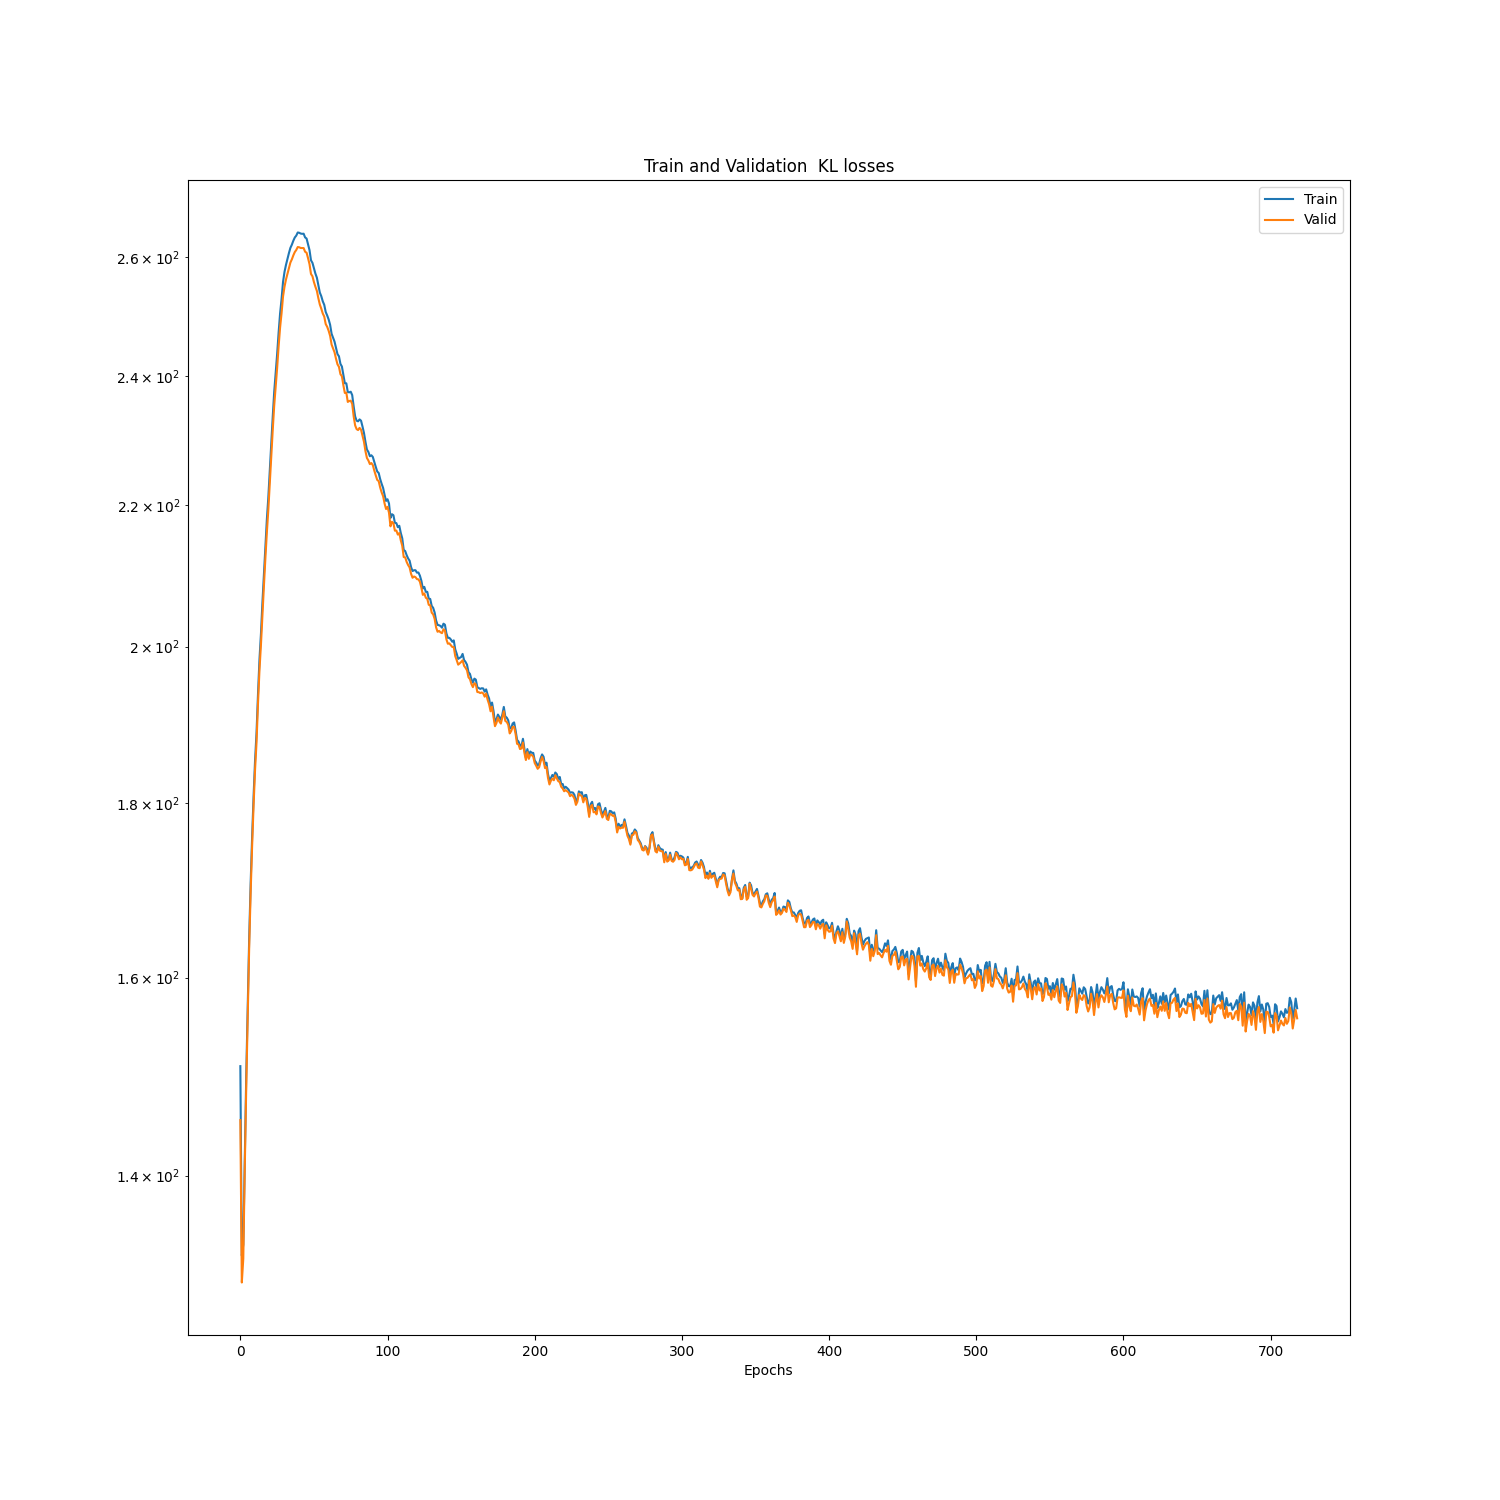 Train and Validation  KL losses
Train
Valid
2.6 × 10²
2.4 × 10²
2.2 × 10²
2 × 10²
1.8 × 10²
1.6 × 10²
1.4 × 10²
0 100 200 300 400 500 600 700
Epochs